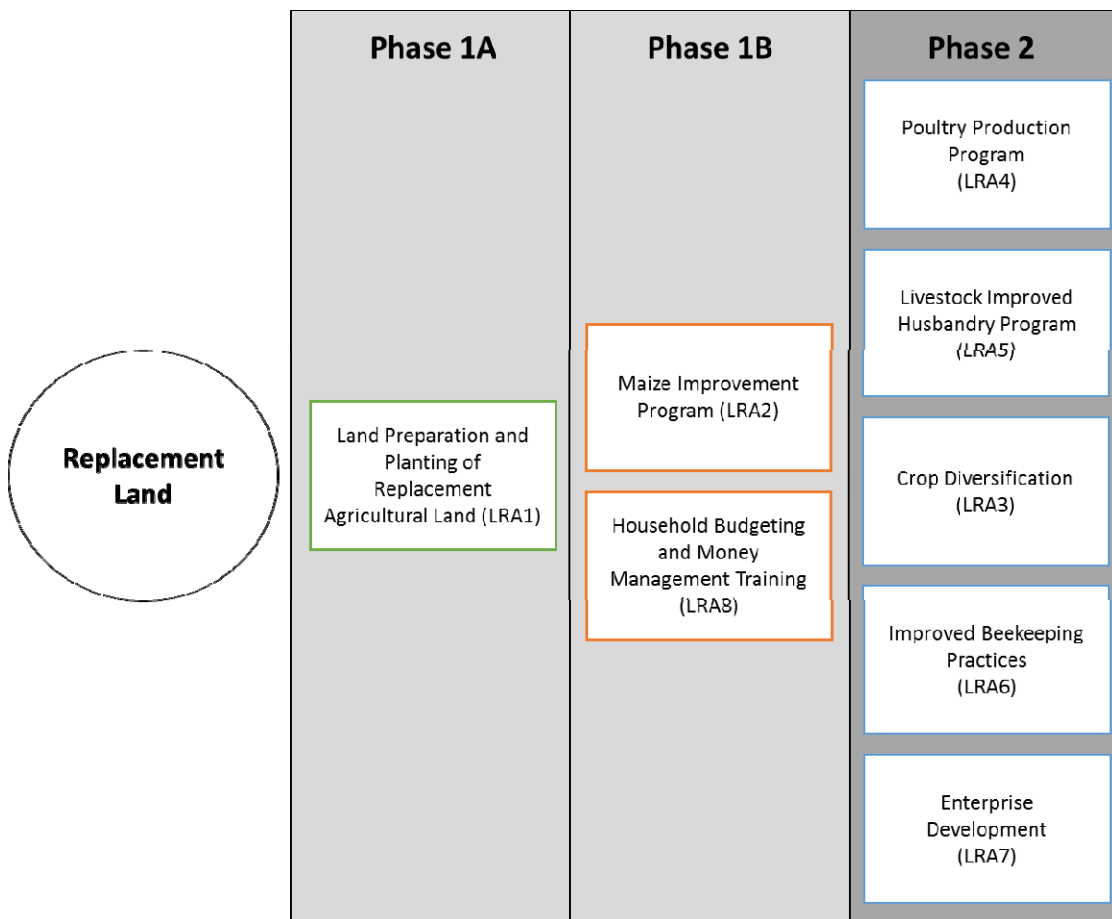 Phase 1A
Phase 1B
Phase 2
Replacement
Land
Land Preparation and
Planting of
Replacement
Agricultural Land (LRA1)
Maize Improvement
Program (LRA2)
Household Budgeting
and Money
Management Training
(LRA8)
Poultry Production
Program
(LRA4)
Livestock Improved
Husbandry Program
(LRA5)
Crop Diversification
(LRA3)
Improved Beekeeping
Practices
(LRA6)
Enterprise
Development
(LRA7)